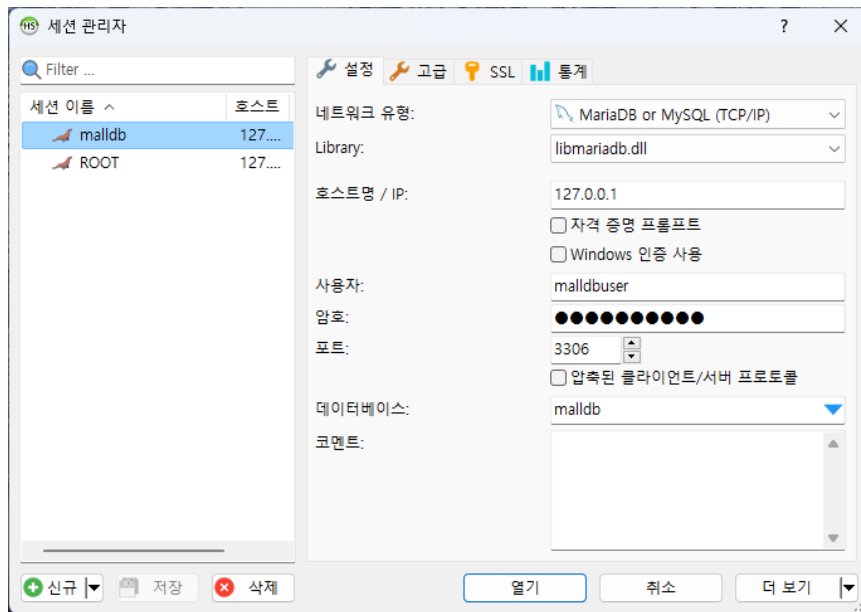 HS 세션 관리자 ?
Filter ...
세션 이름 호스트
malldb 127....
ROOT 127....
설정 고급 SSL 통계
네트워크 유형: MariaDB or MySQL (TCP/IP)
Library: libmariadb.dll
호스트명 / IP: 127.0.0.1
자격 증명 프롬프트
Windows 인증 사용
사용자: malldbuser
암호: ●●●●●●●●●●
포트: 3306
압축된 클라이언트/서버 프로토콜
데이터베이스: malldb
코멘트:
신규 저장 삭제 열기 취소 더 보기